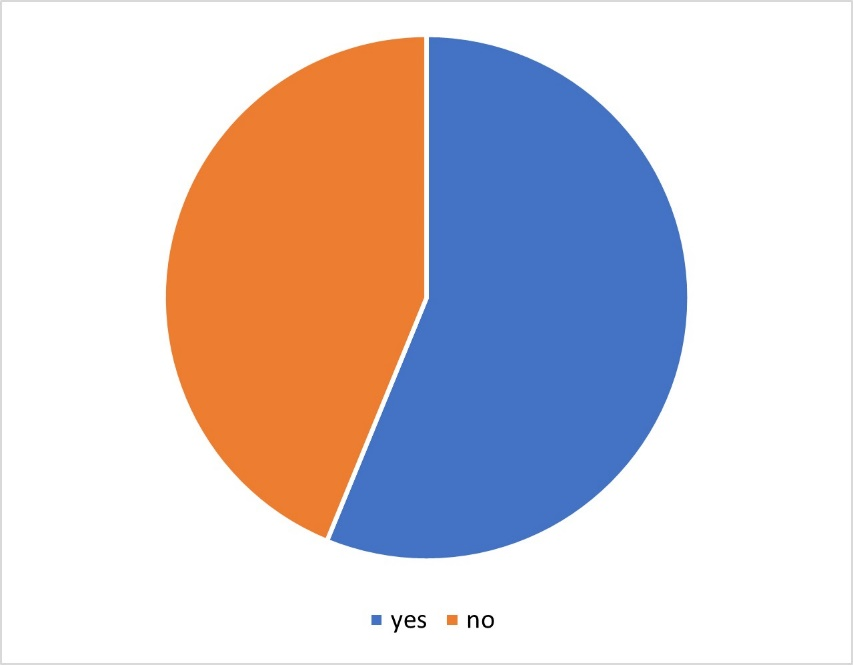 yes no